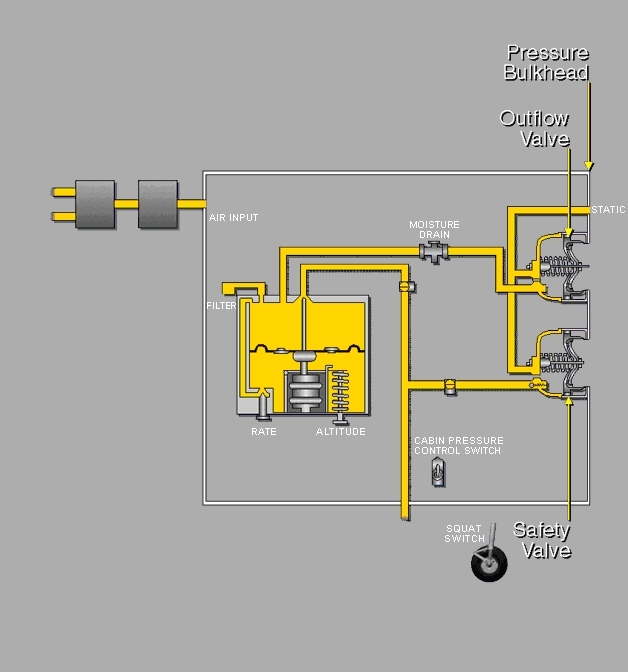 Pressure
Bulkhead
Outflow
Valve
STATIC
AIR INPUT
MOISTURE
DRAIN
FILTER
RATE
ALTITUDE
CABIN PRESSURE
CONTROL SWITCH
SQUAT
SWITCH
Safety
Valve